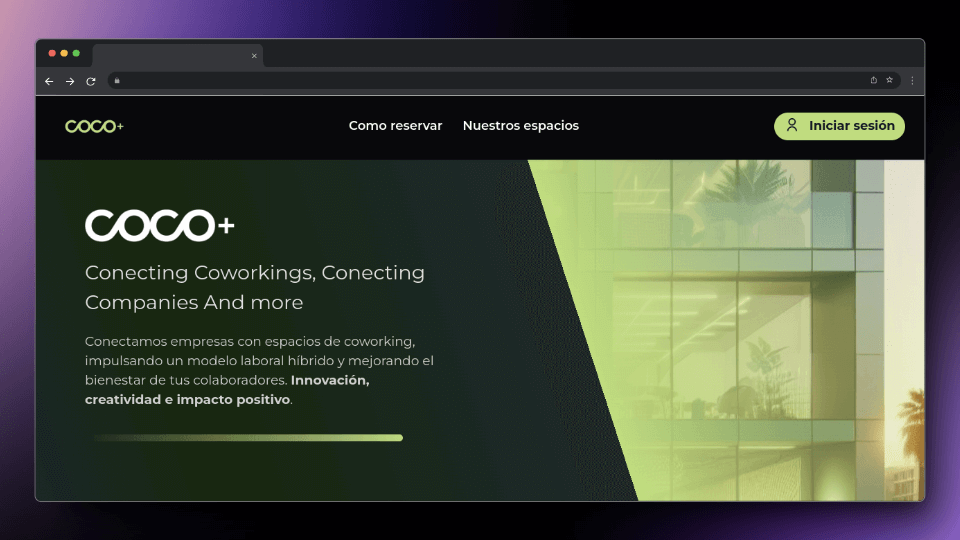 COCO+
Como reservar
Nuestros espacios
Iniciar sesión
COCO+
Conecting Coworkings, Conecting
Companies And more
Conectamos empresas con espacios de coworking,
impulsando un modelo laboral híbrido y mejorando el
bienestar de tus colaboradores. Innovación,
creatividad e impacto positivo.